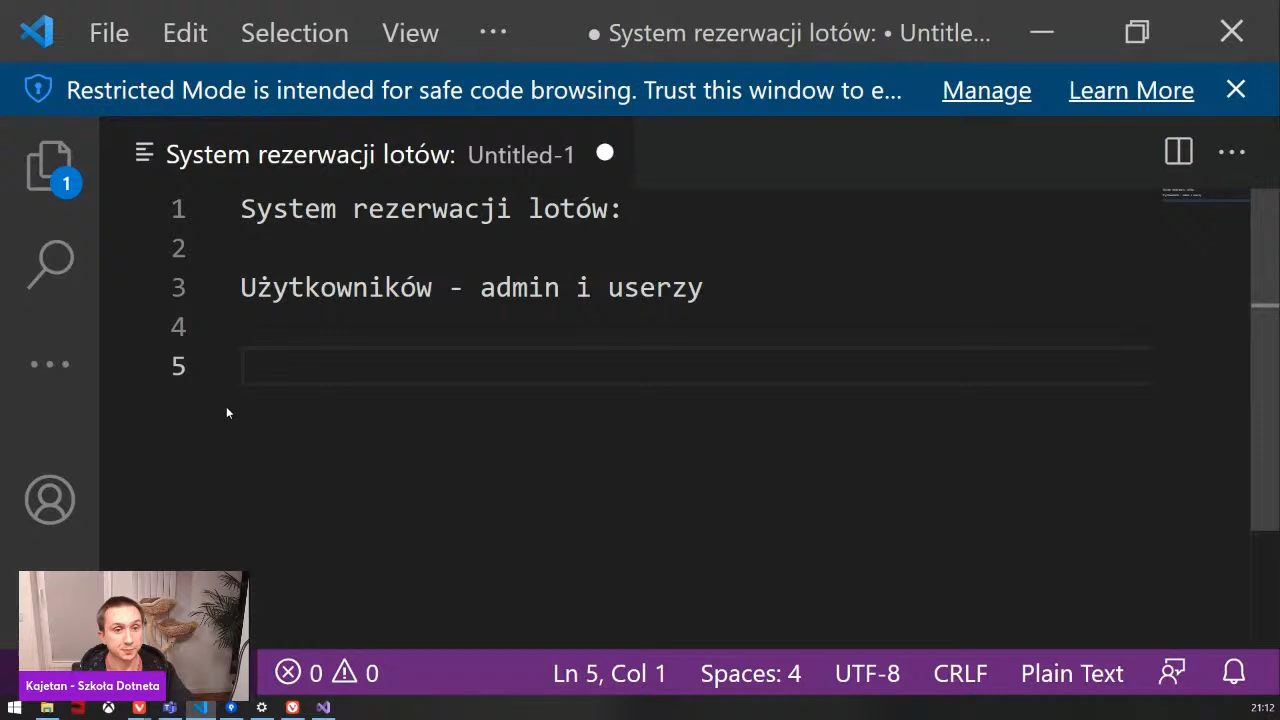 File Edit Selection View ··· ● System rezerwacji lotów: • Untitle...
Restricted Mode is intended for safe code browsing. Trust this window to e... Manage Learn More
System rezerwacji lotów: Untitled-1
1 System rezerwacji lotów:
1
2
3 Użytkowników - admin i userzy
4
5
Kajetan - Szkoła Dotneta
0 0 Ln 5, Col 1 Spaces: 4 UTF-8 CRLF Plain Text
21:12